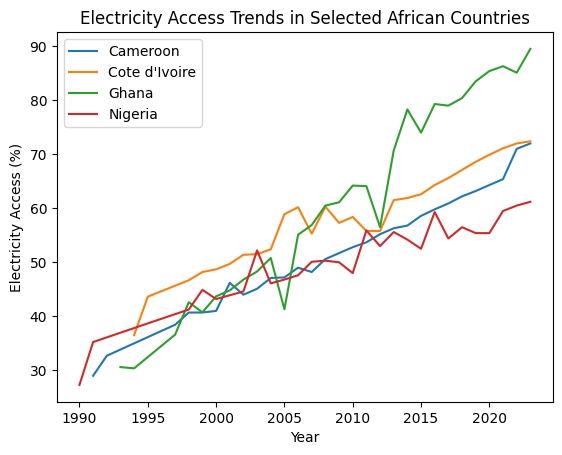 Electricity Access Trends in Selected African Countries
Cameroon
Cote d'Ivoire
Ghana
Nigeria
90
80
70
60
50
40
30
Electricity Access (%)
1990 1995 2000 2005 2010 2015 2020
Year